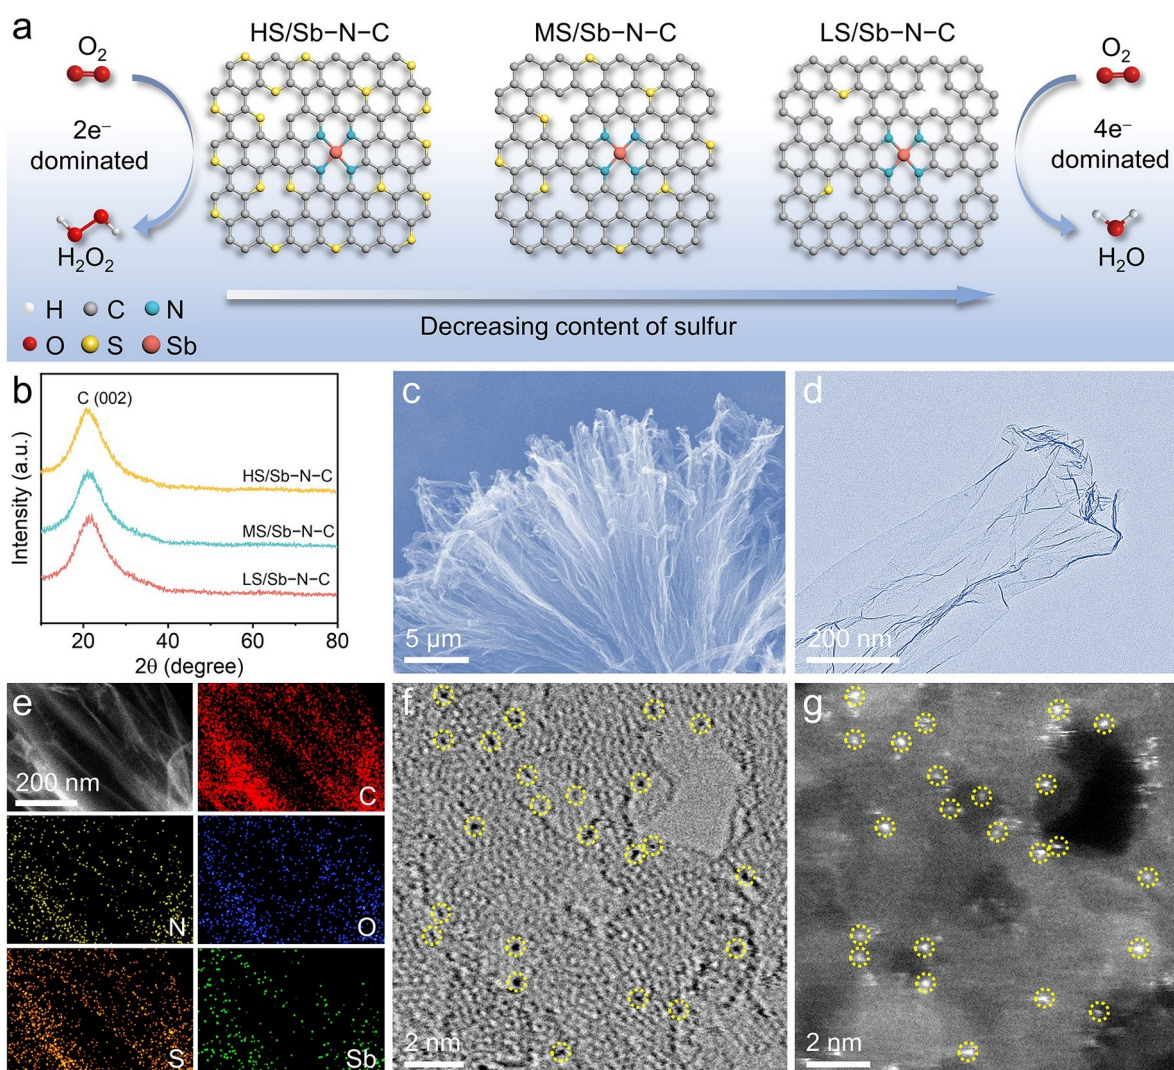 a
HS/Sb−N−C
MS/Sb−N−C
LS/Sb−N−C
O₂
O₂
2e⁻
dominated
4e⁻
dominated
H₂O₂
H₂O
H
C
N
O
S
Sb
Decreasing content of sulfur
b
C (002)
HS/Sb−N−C
MS/Sb−N−C
LS/Sb−N−C
Intensity (a.u.)
20
40
60
80
2θ (degree)
c
5 µm
d
200 nm
e
200 nm
C
N
O
S
Sb
f
2 nm
g
2 nm